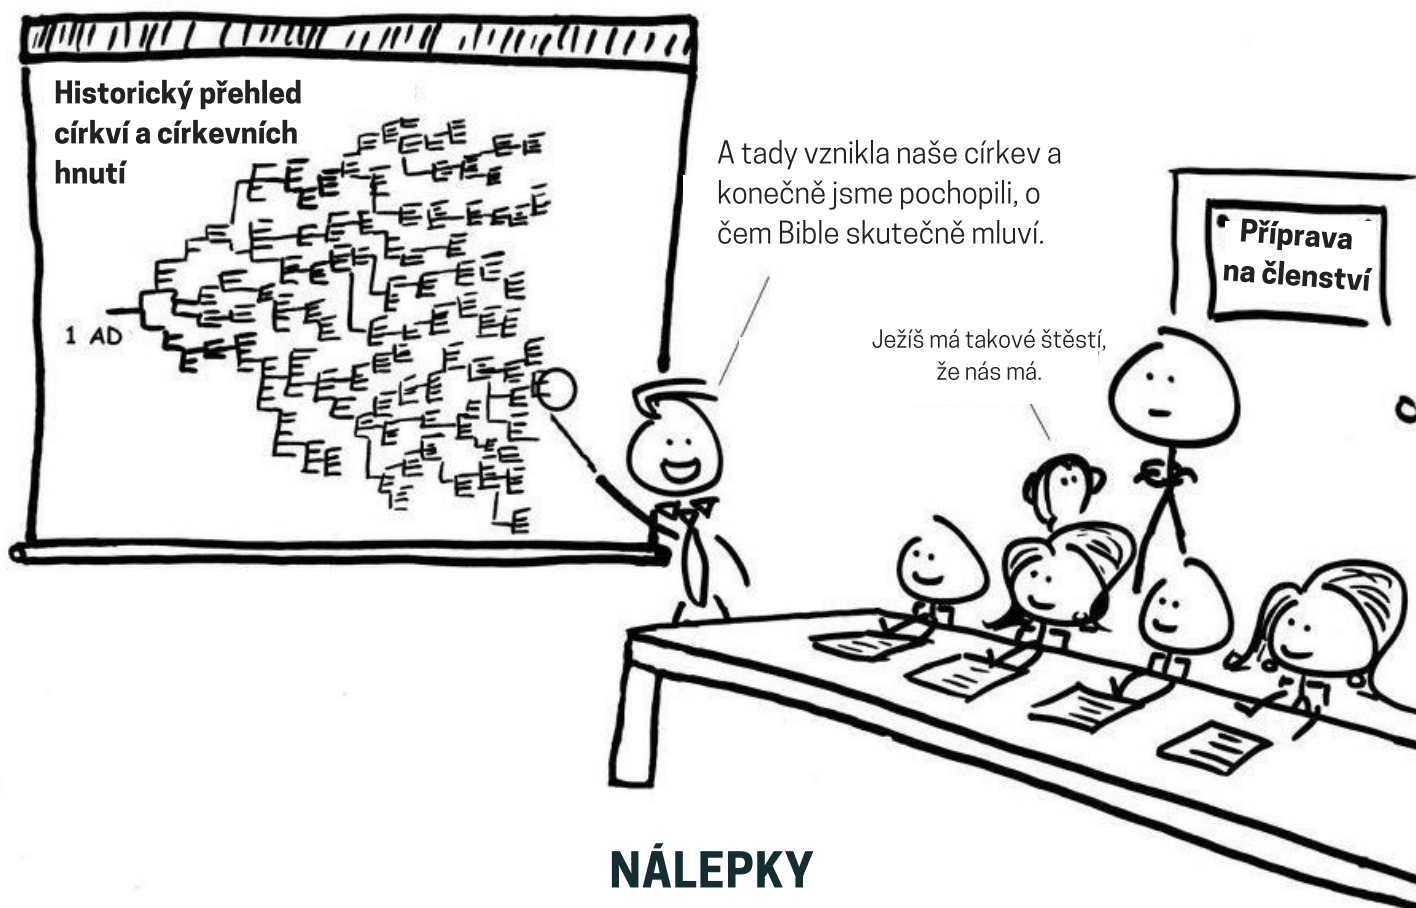 Historický přehled
církví a církevních
hnutí
1 AD
A tady vznikla naše církev a
konečně jsme pochopili, o
čem Bible skutečně mluví.
Ježíš má takové štěstí,
že nás má.
Příprava
na členství
NÁLEPKY